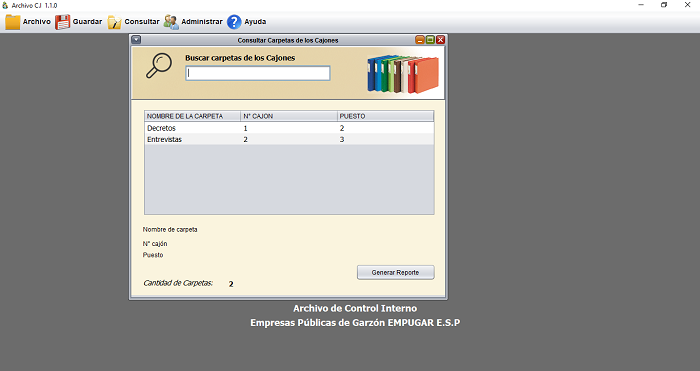 Archivo C.I 1.1.0
Archivo Guardar Consultar Administrar Ayuda
Consultar Carpetas de los Cajones
Buscar carpetas de los Cajones
NOMBRE DE LA CARPETA N° CAJON PUESTO
Decretos 1 2
Entrevistas 2 3
Nombre de carpeta
N° cajón
Puesto
Generar Reporte
Cantidad de Carpetas: 2
Archivo de Control Interno
Empresas Públicas de Garzón EMPUGAR E.S.P